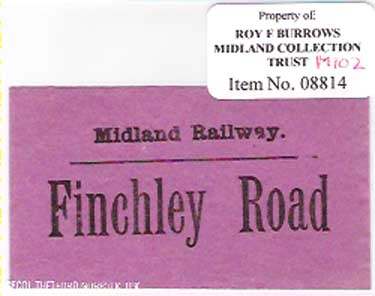 Property of:
ROY F BURROWS
MIDLAND COLLECTION
TRUST M102
Item No. 08814
Midland Railway.
Finchley Road